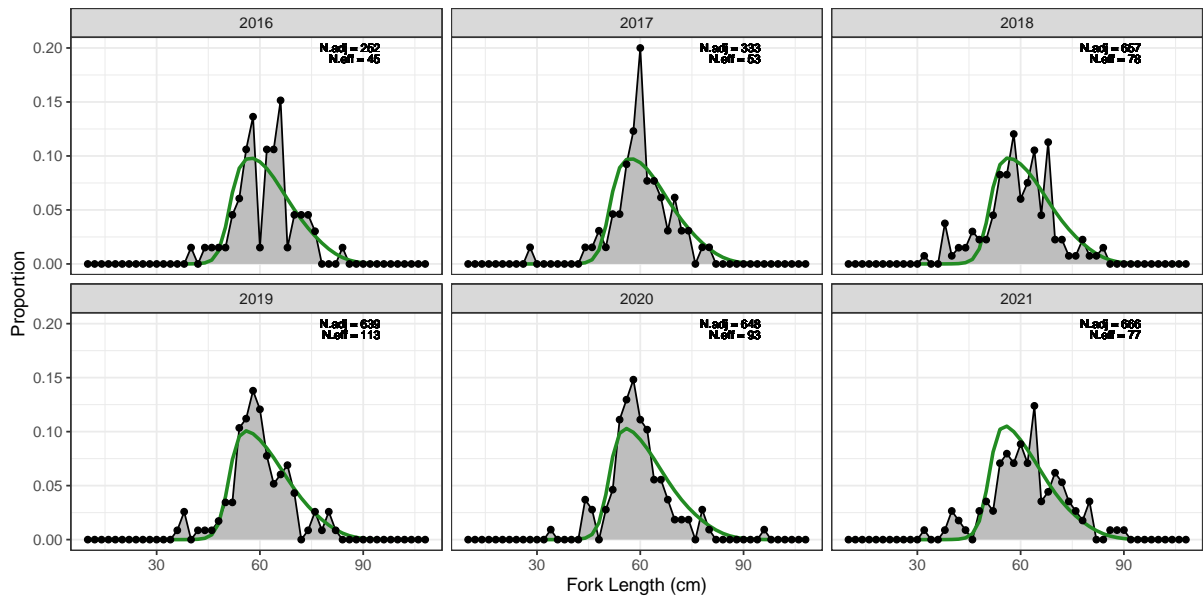 2016 2017 2018
N.adj = 252 N.adj = 333 N.adj = 657
N.eff = 45 N.eff = 53 N.eff = 78
0.20
0.15
0.10
0.05
0.00
2019 2020 2021
N.adj = 639 N.adj = 648 N.adj = 666
N.eff = 113 N.eff = 93 N.eff = 77
0.20
0.15
0.10
0.05
0.00
30 60 90 30 60 90 30 60 90
Proportion
Fork Length (cm)